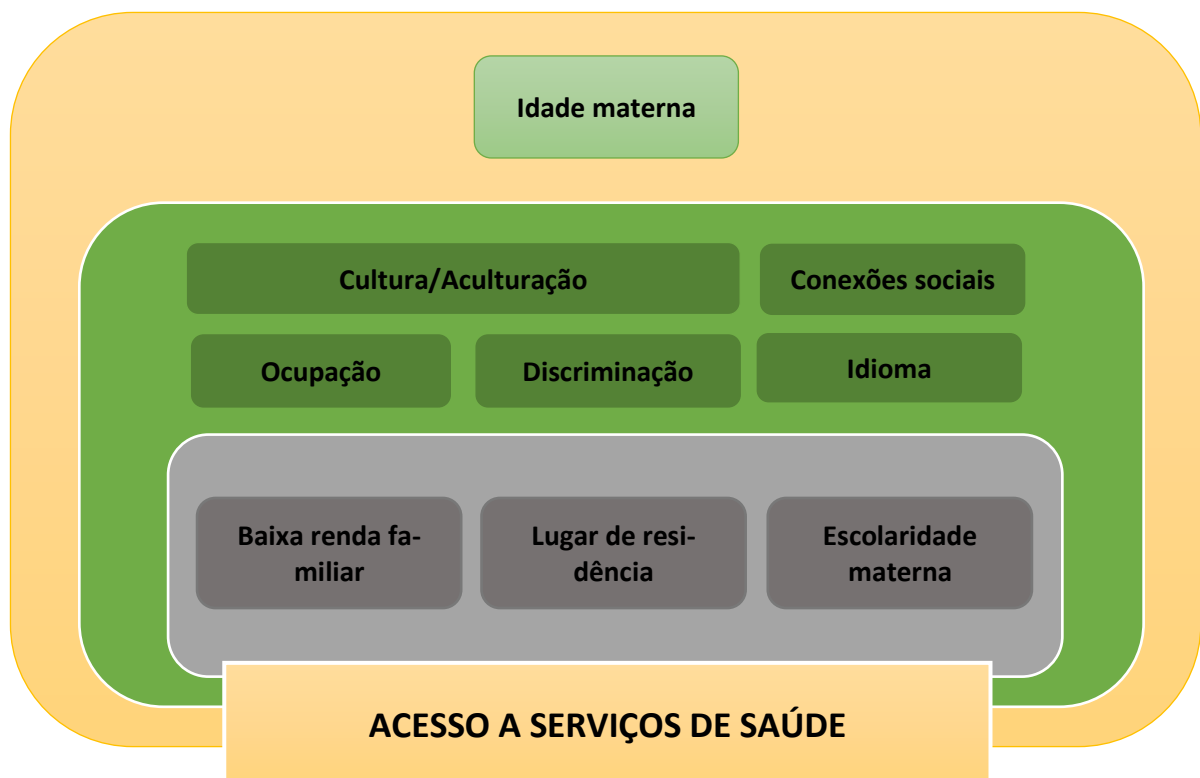 Idade materna
Cultura/Aculturação
Conexões sociais
Ocupação
Discriminação
Idioma
Baixa renda fa-
miliar
Lugar de resi-
dência
Escolaridade
materna
ACESSO A SERVIÇOS DE SAÚDE